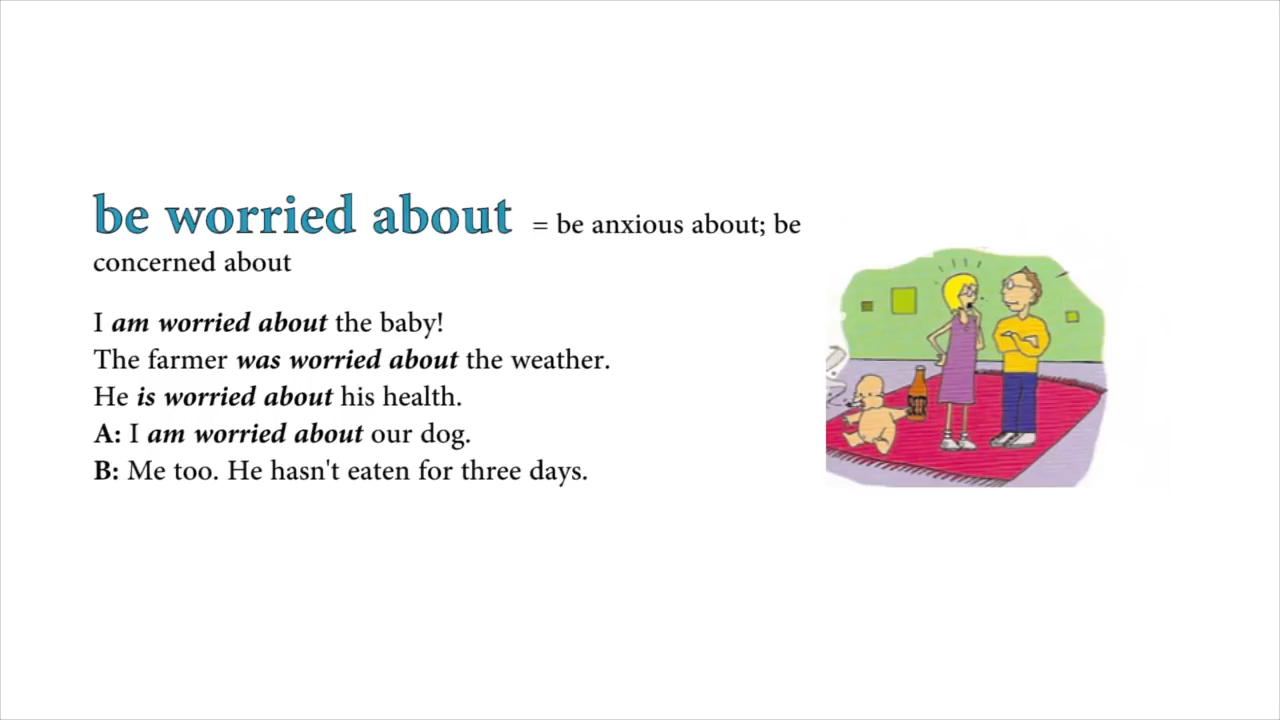 be worried about = be anxious about; be
concerned about
I am worried about the baby!
The farmer was worried about the weather.
He is worried about his health.
A: I am worried about our dog.
B: Me too. He hasn't eaten for three days.